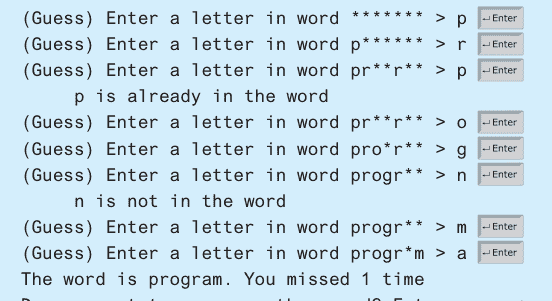 (Guess) Enter a letter in word ******* > p ↵Enter
(Guess) Enter a letter in word p****** > r ↵Enter
(Guess) Enter a letter in word pr**r** > p ↵Enter
p is already in the word
(Guess) Enter a letter in word pr**r** > o ↵Enter
(Guess) Enter a letter in word pro*r** > g ↵Enter
(Guess) Enter a letter in word progr** > n ↵Enter
n is not in the word
(Guess) Enter a letter in word progr** > m ↵Enter
(Guess) Enter a letter in word progr*m > a ↵Enter
The word is program. You missed 1 time